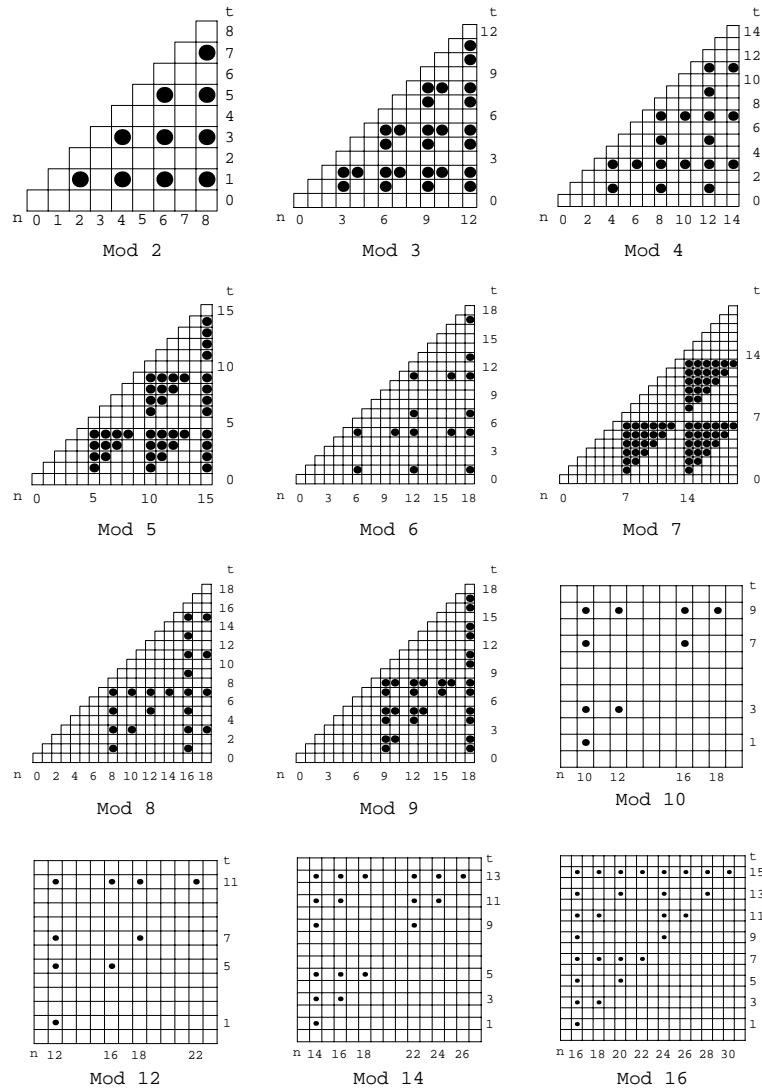 t
8
7
6
5
4
3
2
1
0
n 0 1 2 3 4 5 6 7 8
Mod 2
t
12
9
6
3
0
n 3 6 9 12
Mod 3
t
14
12
10
8
6
4
2
0
n 0 2 4 6 8 10 12 14
Mod 4
t
15
10
5
0
n 0 5 10 15
Mod 5
t
18
15
12
9
6
3
0
n 0 3 6 9 12 15 18
Mod 6
t
14
7
0
n 0 7 14
Mod 7
t
18
16
14
12
10
8
6
4
2
0
n 0 2 4 6 8 10 12 14 16 18
Mod 8
t
18
15
12
9
6
3
0
n 0 3 6 9 12 15 18
Mod 9
t
9
7
3
1
n 10 12 16 18
Mod 10
t
11
7
5
1
n 12 16 18 22
Mod 12
t
13
11
9
5
3
1
n 14 16 18 22 24 26
Mod 14
t
15
13
11
9
7
5
3
1
n 16 18 20 22 24 26 28 30
Mod 16